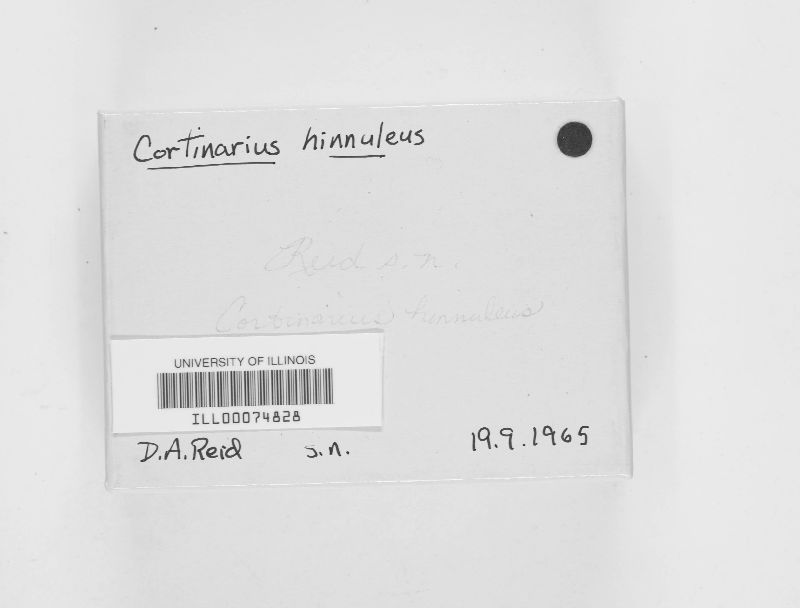 Cortinarius hinnuleus
Reid s.n.
Cortinarius hinnuleus
UNIVERSITY OF ILLINOIS
ILL00074828
D.A.Reid s.n. 19.9.1965